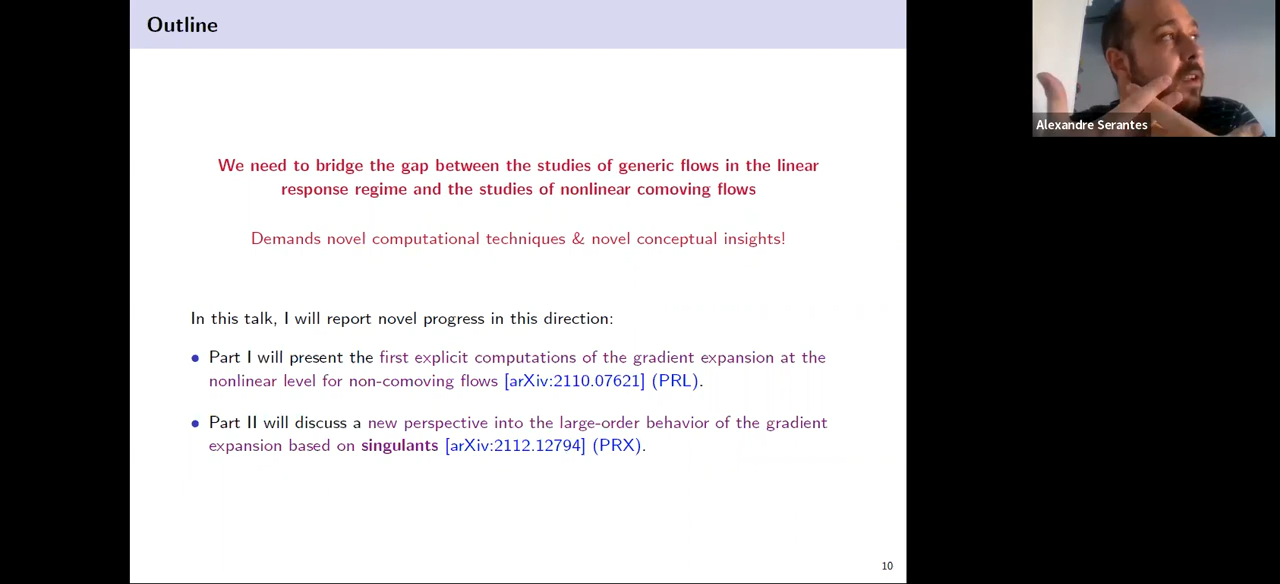 Outline
Alexandre Serantes
We need to bridge the gap between the studies of generic flows in the linear
response regime and the studies of nonlinear comoving flows
Demands novel computational techniques & novel conceptual insights!
In this talk, I will report novel progress in this direction:
• Part I will present the first explicit computations of the gradient expansion at the
nonlinear level for non-comoving flows [arXiv:2110.07621] (PRL).
• Part II will discuss a new perspective into the large-order behavior of the gradient
expansion based on singulants [arXiv:2112.12794] (PRX).
10